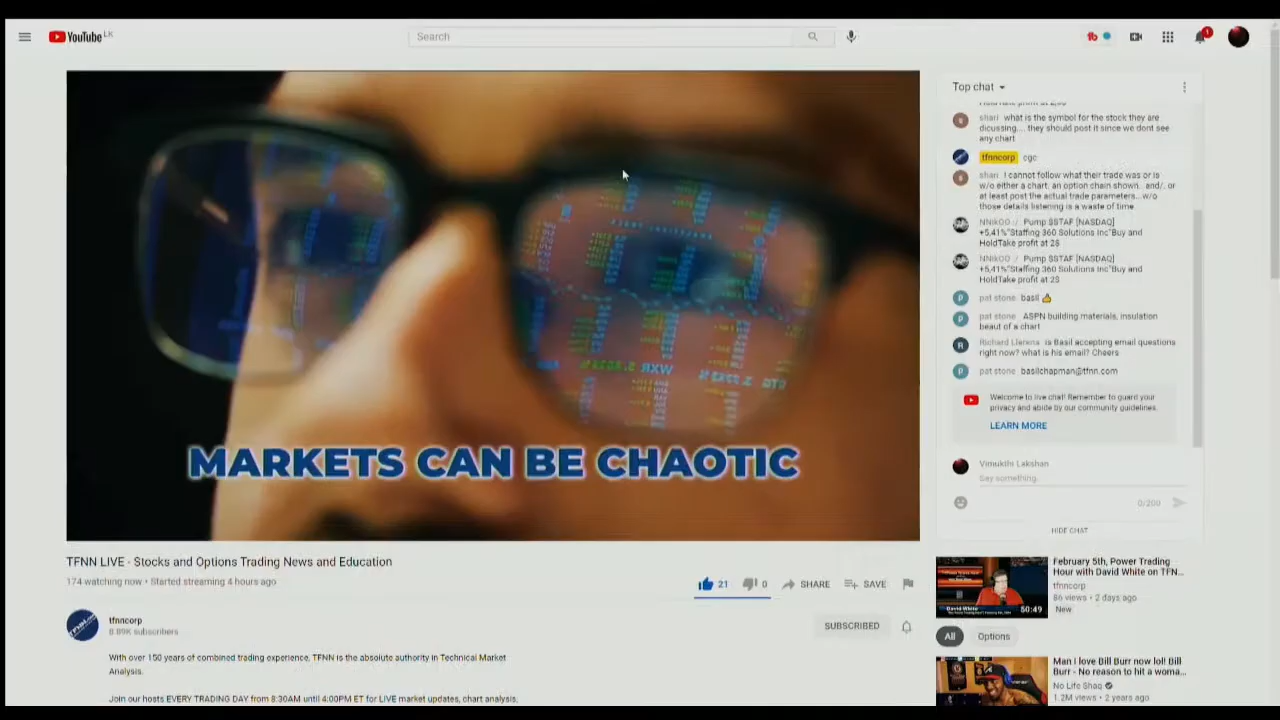 YouTube LK
Search
1
MARKETS CAN BE CHAOTIC
WXR
TFNN LIVE - Stocks and Options Trading News and Education
174 watching now • Started streaming 4 hours ago
21
0
SHARE
SAVE
tfnncorp
8.89K subscribers
SUBSCRIBED
With over 150 years of combined trading experience, TFNN is the absolute authority in Technical Market
Analysis.
Join our hosts EVERY TRADING DAY from 8:30AM until 4:00PM ET for LIVE market updates, chart analysis,
Top chat
shari what is the symbol for the stock they are
dicussing.... they should post it since we dont see
any chart
tfnncorp cgc
shari I cannot follow what their trade was or is
w/o either a chart. an option chain shown.. and/. or
at least post the actual trade parameters.. w/o
those details listening is a waste of time
NNikOO :/ Pump $STAF [NASDAQ]
+5,41%"Staffing 360 Solutions Inc"Buy and
HoldTake profit at 2$
NNikOO :/ Pump $STAF [NASDAQ]
+5,41%"Staffing 360 Solutions Inc"Buy and
HoldTake profit at 2$
pat stone basil 👍
pat stone ASPN building materials, insulation
beaut of a chart
Richard Llerena is Basil accepting email questions
right now? what is his email? Cheers
pat stone basilchapman@tfnn.com
Welcome to live chat! Remember to guard your
privacy and abide by our community guidelines.
LEARN MORE
Vimukthi Lakshan
Say something...
0/200
HIDE CHAT
David White
50:49
February 5th, Power Trading
Hour with David White on TFN...
tfnncorp
86 views • 2 days ago
New
All
Options
Man I love Bill Burr now lol! Bill
Burr - No reason to hit a woma...
No Life Shaq
1.2M views • 2 years ago